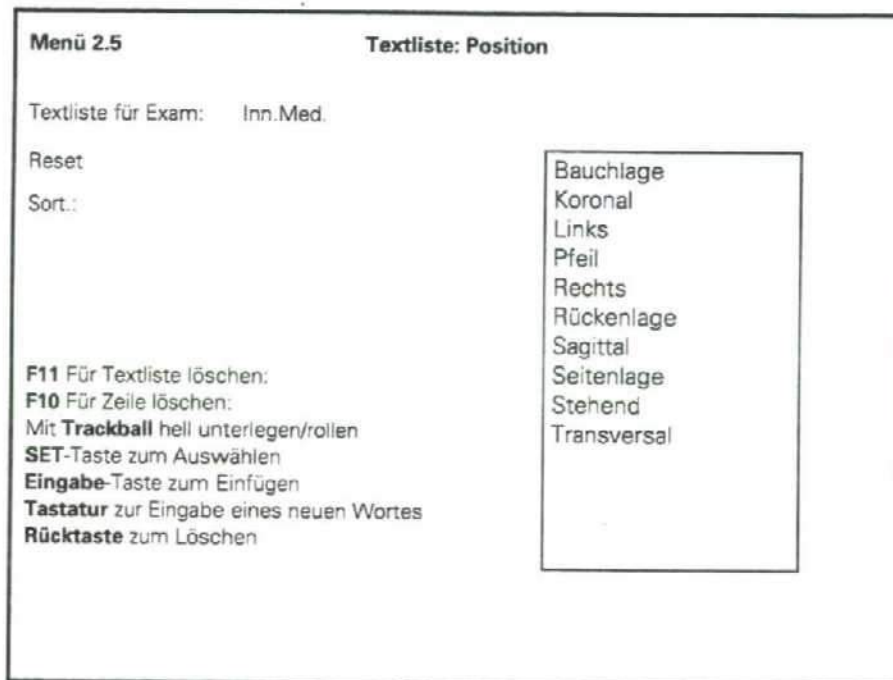 Menü 2.5 Textliste: Position
Textliste für Exam: Inn.Med.
Reset
Sort.:
Bauchlage
Koronal
Links
Pfeil
Rechts
Rückenlage
Sagittal
Seitenlage
Stehend
Transversal
F11 Für Textliste löschen:
F10 Für Zeile löschen:
Mit Trackball hell unterlegen/rollen
SET-Taste zum Auswählen
Eingabe-Taste zum Einfügen
Tastatur zur Eingabe eines neuen Wortes
Rücktaste zum Löschen